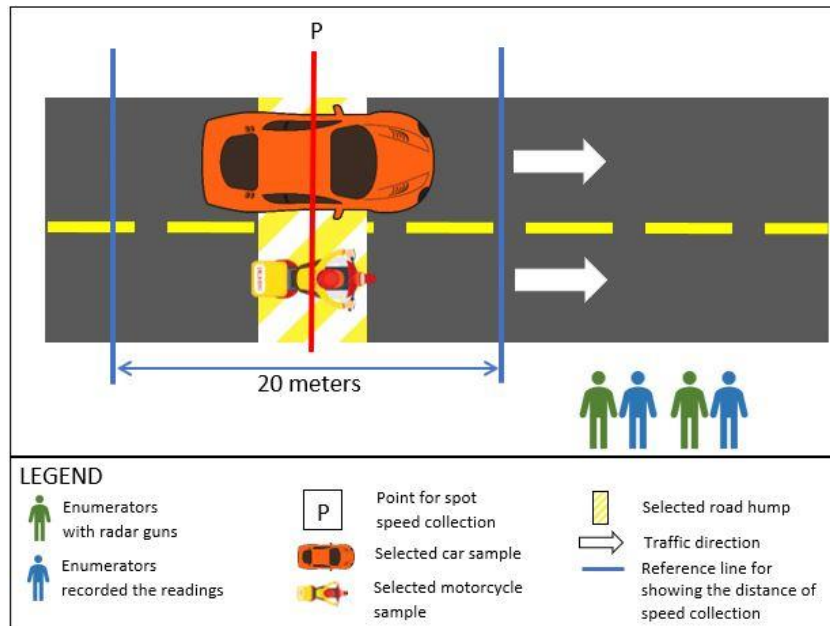 P
20 meters
LEGEND
Enumerators
with radar guns
Enumerators
recorded the readings
P
Point for spot
speed collection
Selected car sample
Selected motorcycle
sample
Selected road hump
Traffic direction
Reference line for
showing the distance of
speed collection